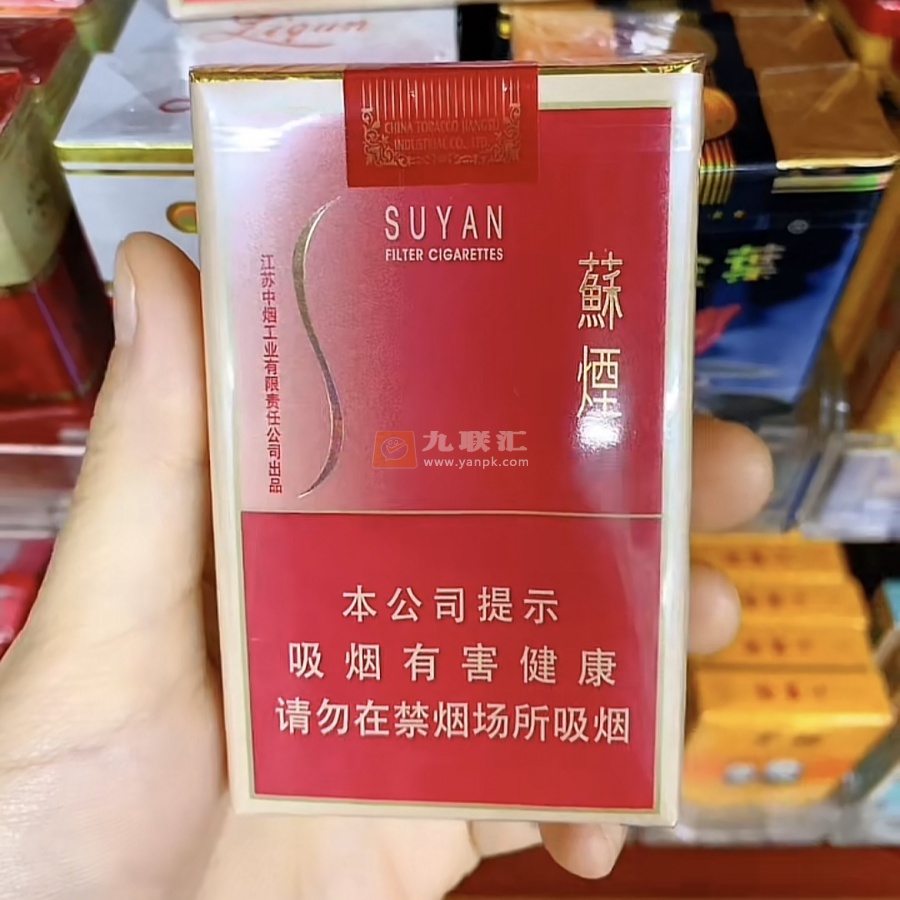 Liqun
CHINA TOBACCO JIANGSU
INDUSTRIAL CO., LTD.
SUYAN
FILTER CIGARETTES
蘇煙
江苏中烟工业有限责任公司出品
九联汇
www.yanpk.com
本公司提示
吸烟有害健康
请勿在禁烟场所吸烟